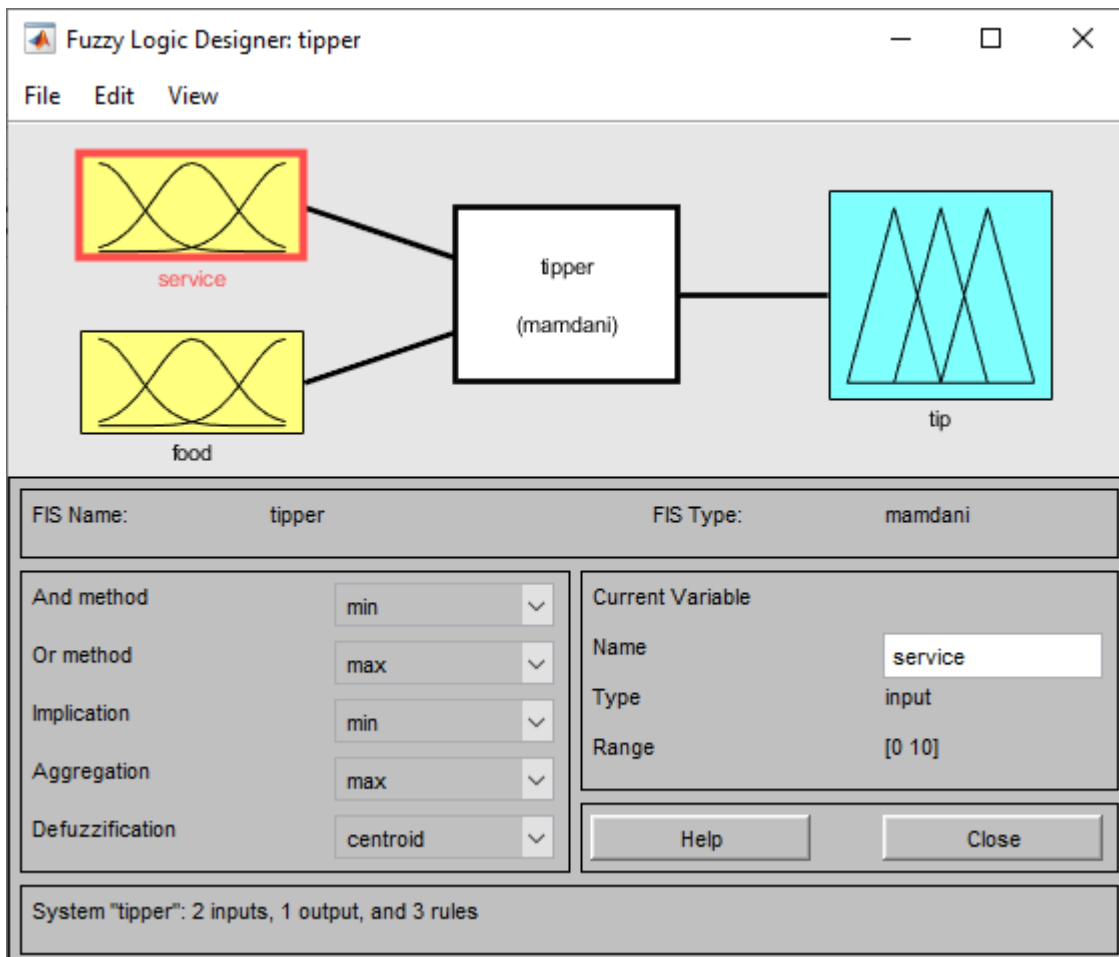 Fuzzy Logic Designer: tipper
File Edit View
service
food
tipper
(mamdani)
tip
FIS Name: tipper FIS Type: mamdani
And method min
Or method max
Implication min
Aggregation max
Defuzzification centroid
Current Variable
Name service
Type input
Range [0 10]
Help Close
System "tipper": 2 inputs, 1 output, and 3 rules